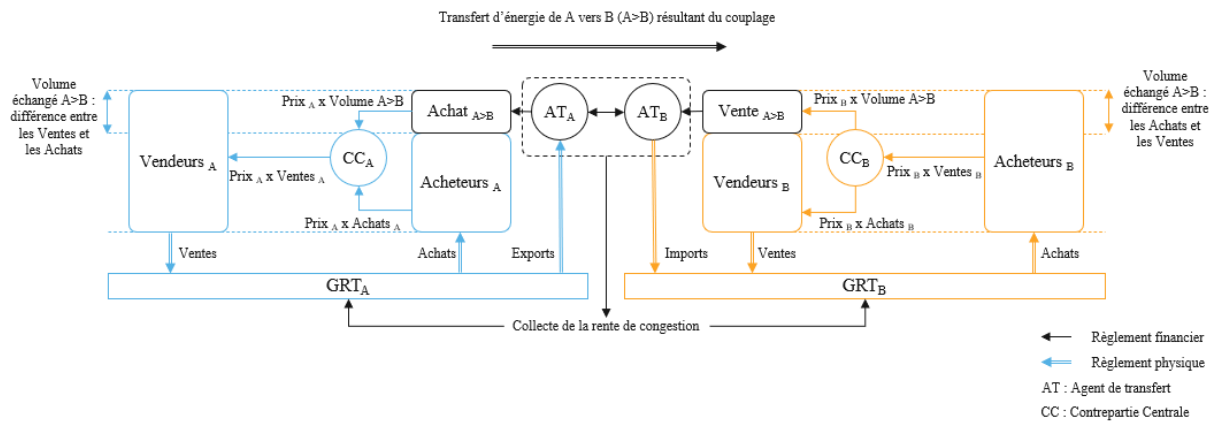 Transfert d'énergie de A vers B (A>B) résultant du couplage
Volume
échangé A>B :
différence entre
les Ventes et
les Achats
Vendeurs A
Prix A x Volume A>B
CCA
Prix A x Ventes A
Prix A x Achats A
Achat A>B
Acheteurs A
ATA
ATB
Vente A>B
Vendeurs B
Prix B x Volume A>B
CCB
Prix B x Ventes B
Prix B x Achats B
Acheteurs B
Volume
échangé A>B :
différence entre
les Achats et
les Ventes
Ventes
Achats
Exports
Imports
Ventes
Achats
GRTA
GRTB
Collecte de la rente de congestion
Règlement financier
Règlement physique
AT : Agent de transfert
CC : Contrepartie Centrale